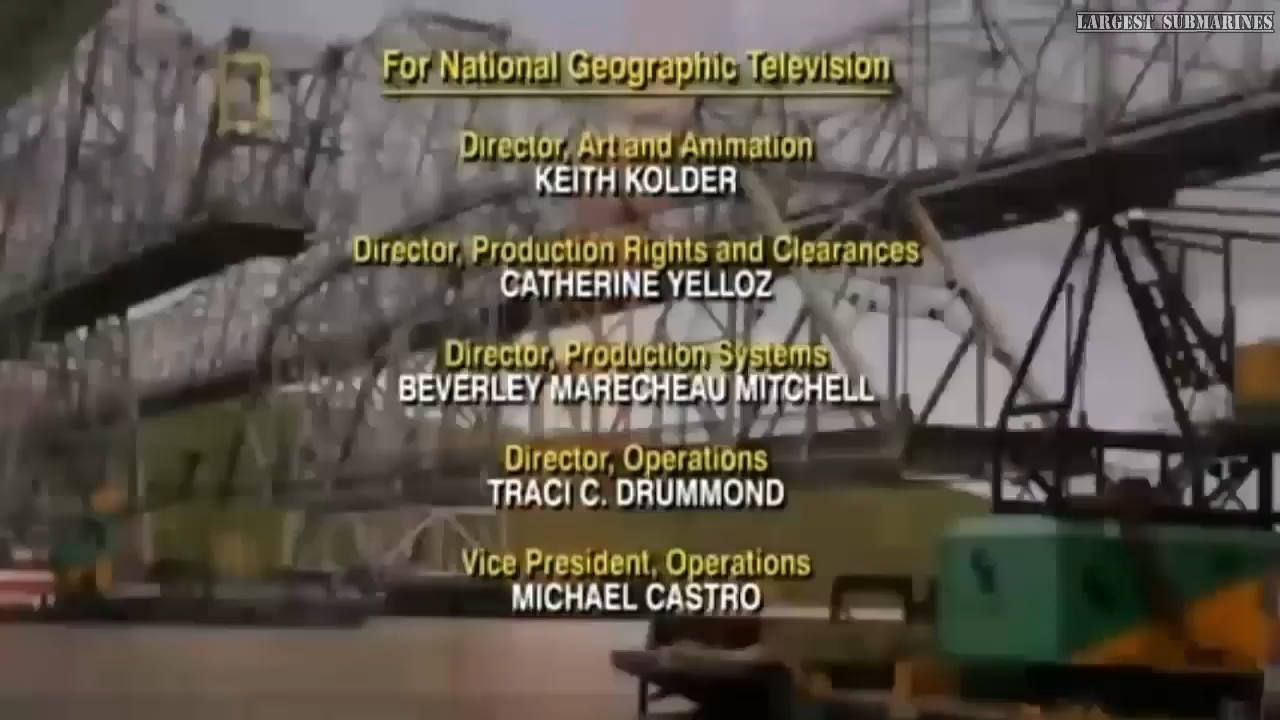 LARGEST SUBMARINES
For National Geographic Television
Director, Art and Animation
KEITH KOLDER
Director, Production Rights and Clearances
CATHERINE YELLOZ
Director, Production Systems
BEVERLEY MARECHEAU MITCHELL
Director, Operations
TRACI C. DRUMMOND
Vice President, Operations
MICHAEL CASTRO